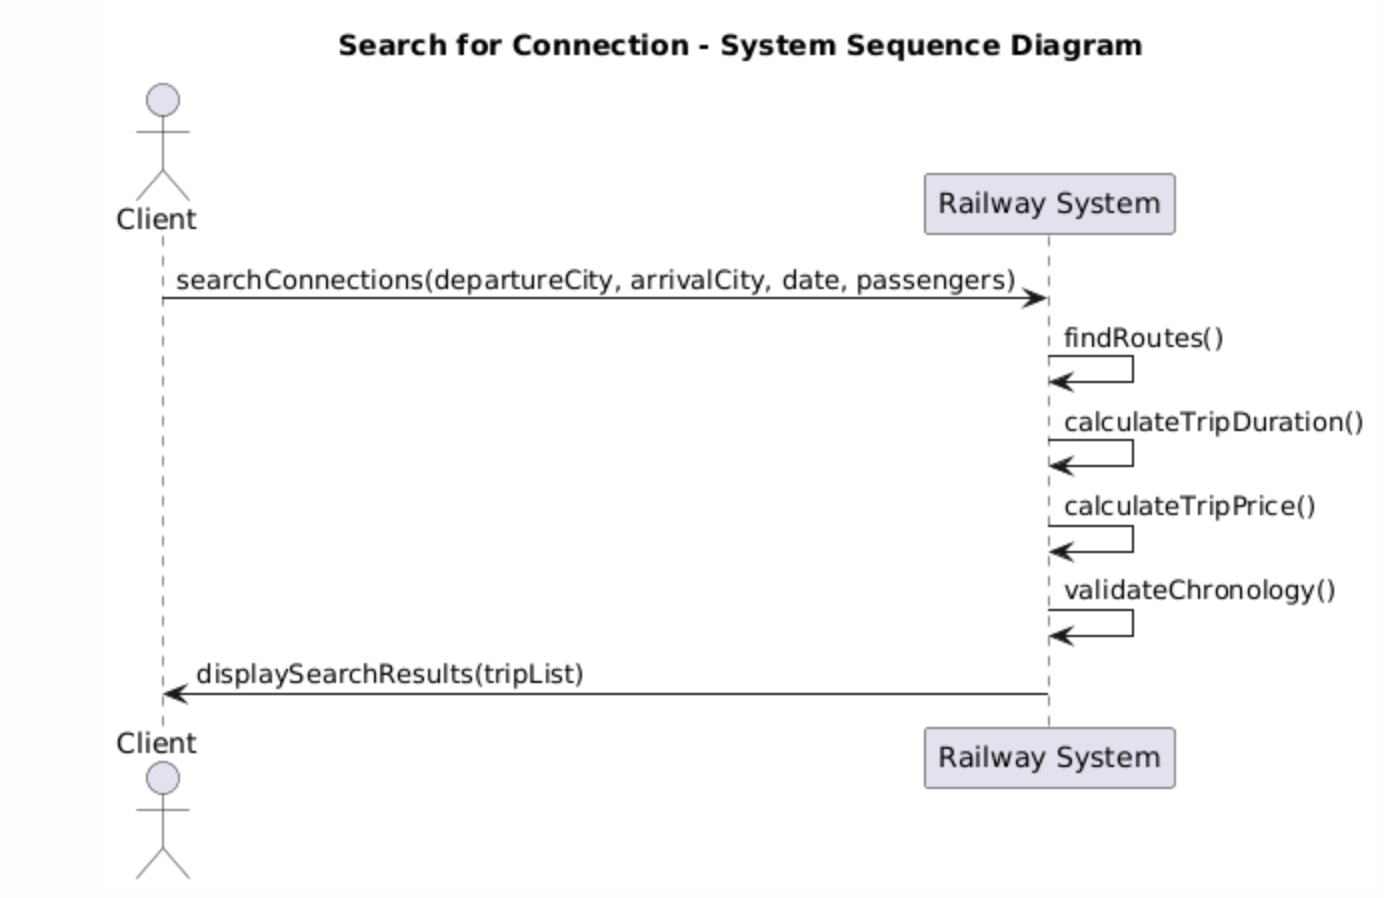 Search for Connection - System Sequence Diagram
Client
Railway System
searchConnections(departureCity, arrivalCity, date, passengers)
findRoutes()
calculateTripDuration()
calculateTripPrice()
validateChronology()
displaySearchResults(tripList)
Client
Railway System